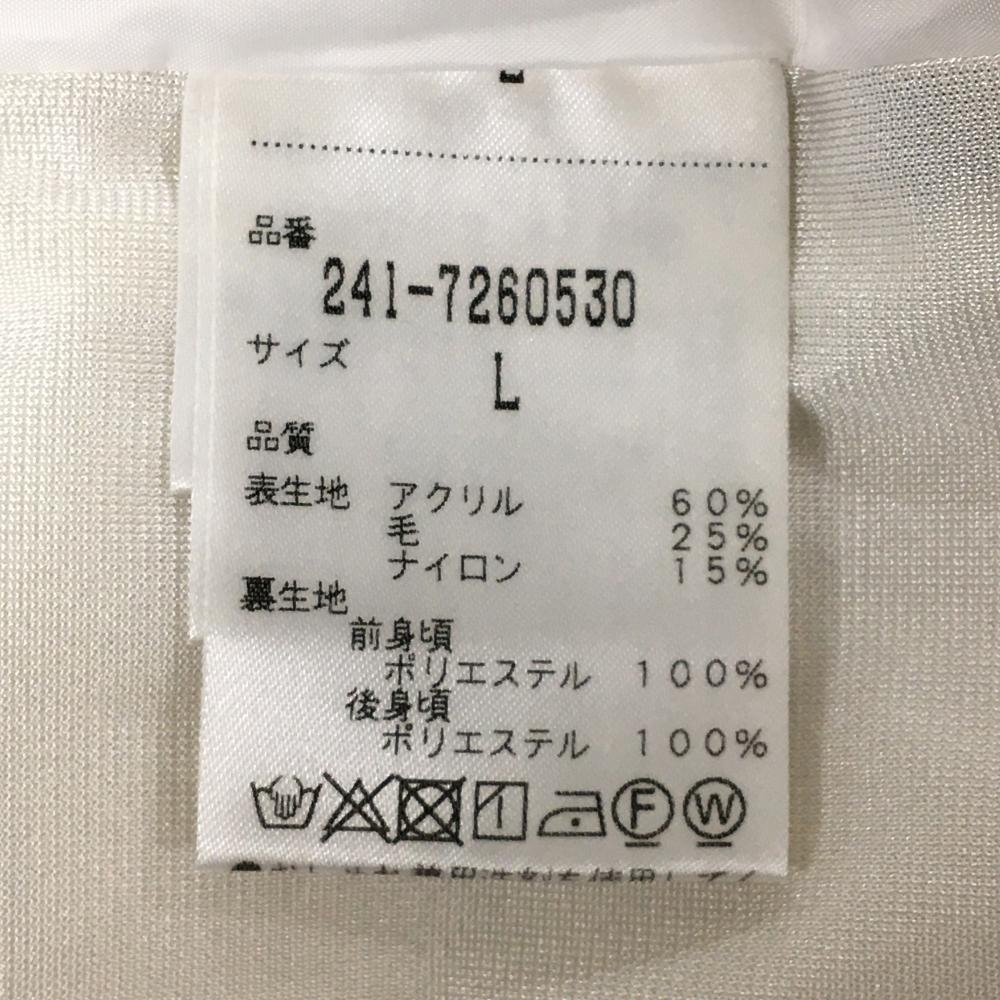 品番
241-7260530
サイズ
L
品質
表生地 アクリル 60%
毛 25%
ナイロン 15%
裏生地
前身頃
ポリエステル 100%
後身頃
ポリエステル 100%
F W